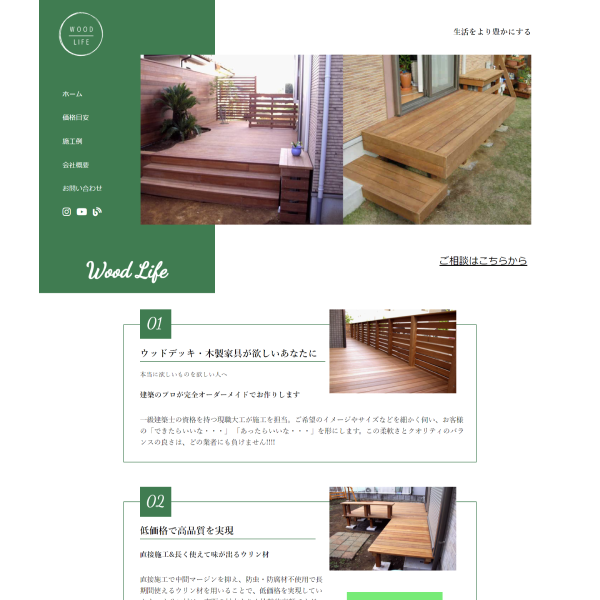 WOOD
LIFE
生活をより豊かにする
ホーム
価格目安
施工例
会社概要
お問い合わせ
Wood Life
ご相談はこちらから
01
ウッドデッキ・木製家具が欲しいあなたに
本当に欲しいものを欲しい人へ
建築のプロが完全オーダーメイドでお作りします
一級建築士の資格を持つ現職大工が施工を担当。ご希望のイメージやサイズなどを細かく伺い、お客様
の「できたらいいな・・・」「あったらいいな・・・」を形にします。この柔軟さとクオリティのバラ
ンスの良さは、どの業者にも負けません!!!!
02
低価格で高品質を実現
直接施工&長く使えて味が出るウリン材
直接施工で中間マージンを抑え、防虫・防腐材不使用で長
期間使えるウリン材を用いることで、低価格を実現してい